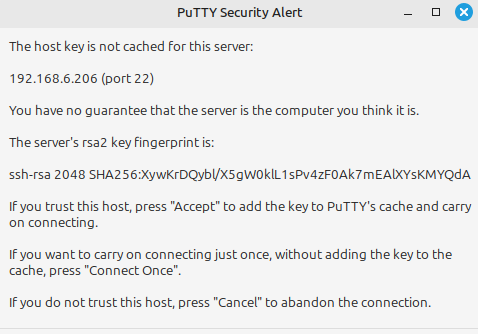 PuTTY Security Alert
The host key is not cached for this server:
192.168.6.206 (port 22)
You have no guarantee that the server is the computer you think it is.
The server's rsa2 key fingerprint is:
ssh-rsa 2048 SHA256:XywKrDQybl/X5gW0klL1sPv4zF0Ak7mEAlXYsKMYQdA
If you trust this host, press "Accept" to add the key to PuTTY's cache and carry
on connecting.
If you want to carry on connecting just once, without adding the key to the
cache, press "Connect Once".
If you do not trust this host, press "Cancel" to abandon the connection.